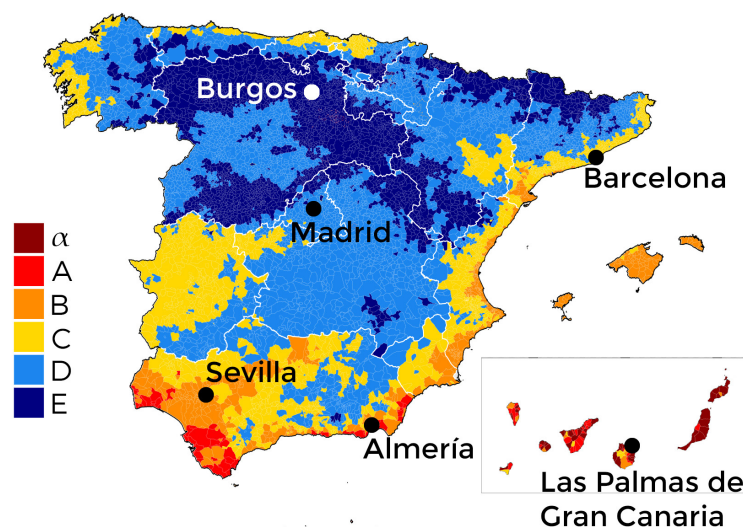 Burgos
Barcelona
Madrid
α
A
B
C
D
E
Sevilla
Almería
Las Palmas de
Gran Canaria